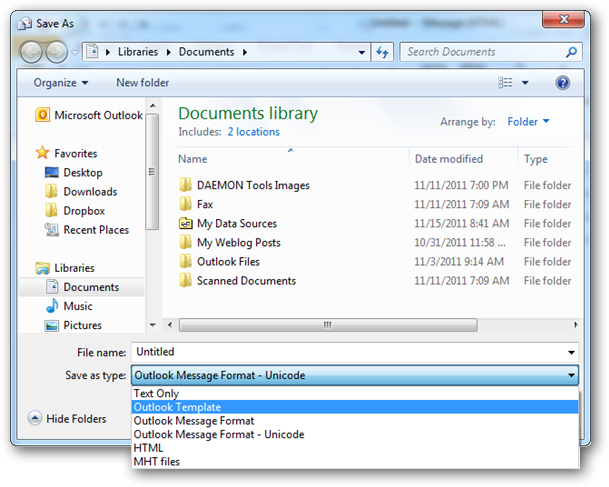 Save As
Untitled - Message (HTML)
Libraries Documents
Search Documents
Organize New folder
Microsoft Outlook
Favorites
Desktop
Downloads
Dropbox
Recent Places
Libraries
Documents
Music
Pictures
Documents library
Includes: 2 locations
Arrange by: Folder
Name Date modified Type
DAEMON Tools Images 11/11/2011 7:00 PM File folder
Fax 11/11/2011 7:09 AM File folder
My Data Sources 11/15/2011 8:41 AM File folder
My Weblog Posts 10/31/2011 11:58 ... File folder
Outlook Files 11/3/2011 9:14 AM File folder
Scanned Documents 11/11/2011 7:09 AM File folder
File name: Untitled
Save as type: Outlook Message Format - Unicode
Text Only
Outlook Template
Outlook Message Format
Outlook Message Format - Unicode
HTML
MHT files
Hide Folders